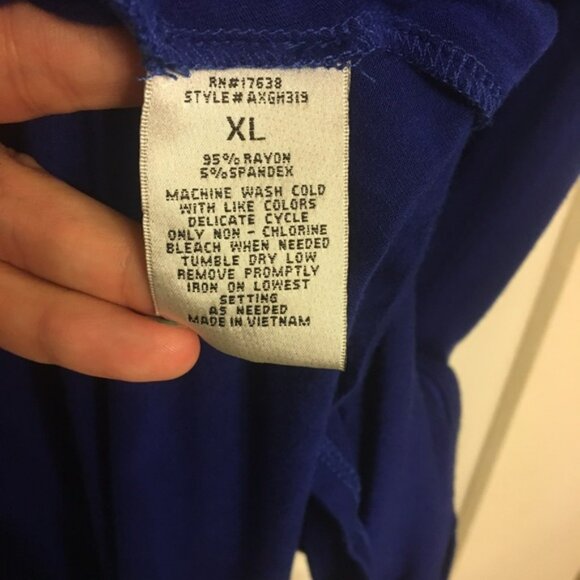 RN#17638
STYLE# AXGH319
XL
95% RAYON
5% SPANDEX
MACHINE WASH COLD
WITH LIKE COLORS
DELICATE CYCLE
ONLY NON - CHLORINE
BLEACH WHEN NEEDED
TUMBLE DRY LOW
REMOVE PROMPTLY
IRON ON LOWEST
SETTING
AS NEEDED
MADE IN VIETNAM